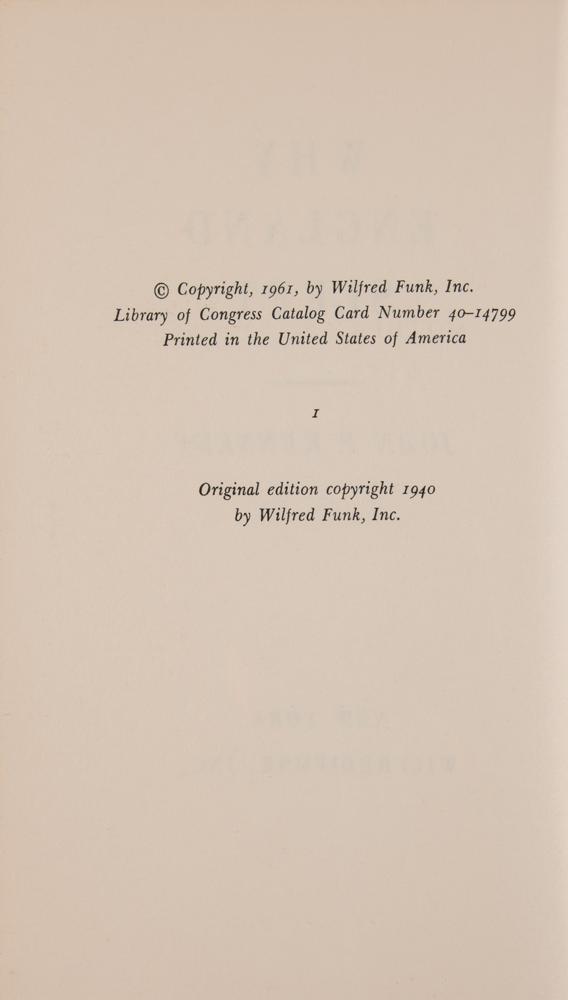 © Copyright, 1961, by Wilfred Funk, Inc.
Library of Congress Catalog Card Number 40–14799
Printed in the United States of America
1
Original edition copyright 1940
by Wilfred Funk, Inc.